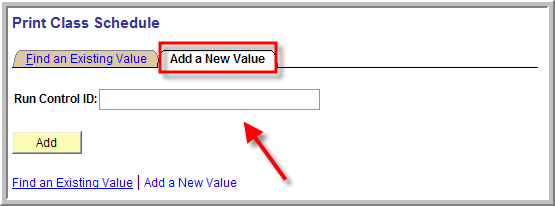 Print Class Schedule
Find an Existing Value Add a New Value
Run Control ID:
Add
Find an Existing Value | Add a New Value